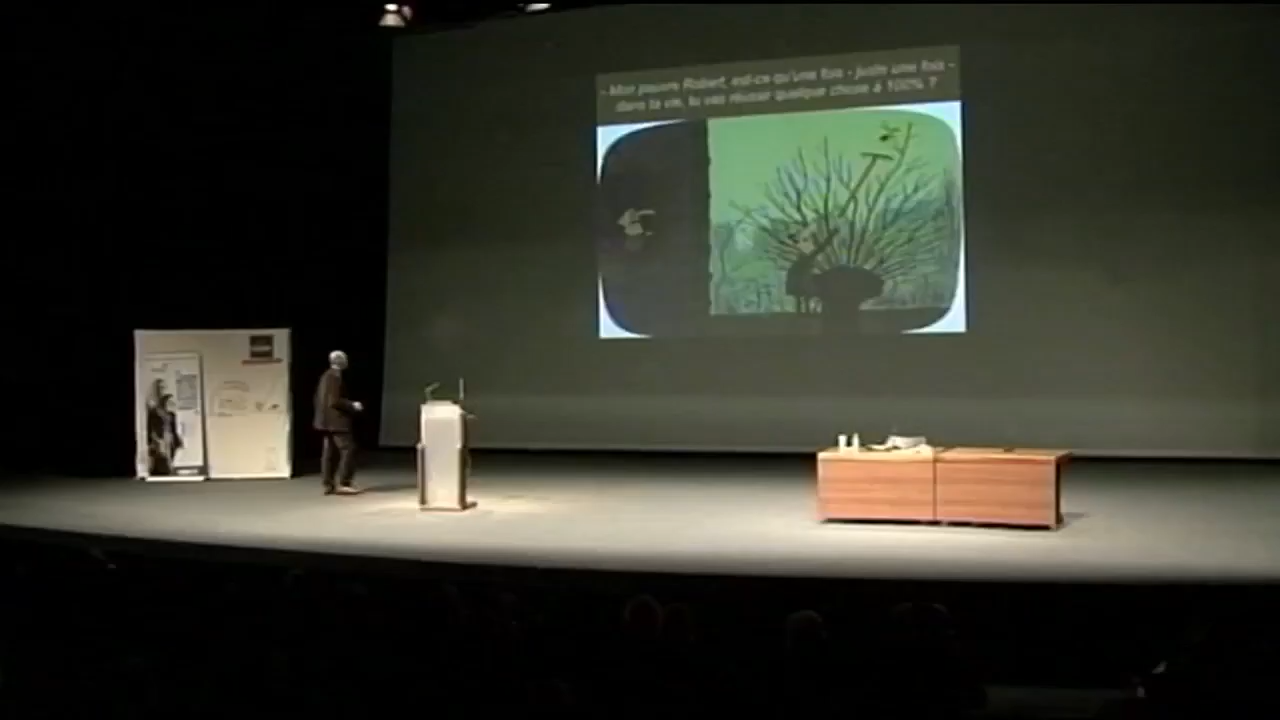 - Mon pauvre Robert, est-ce qu'une fois - juste une fois -
dans ta vie, tu vas réussir quelque chose à 100% ?